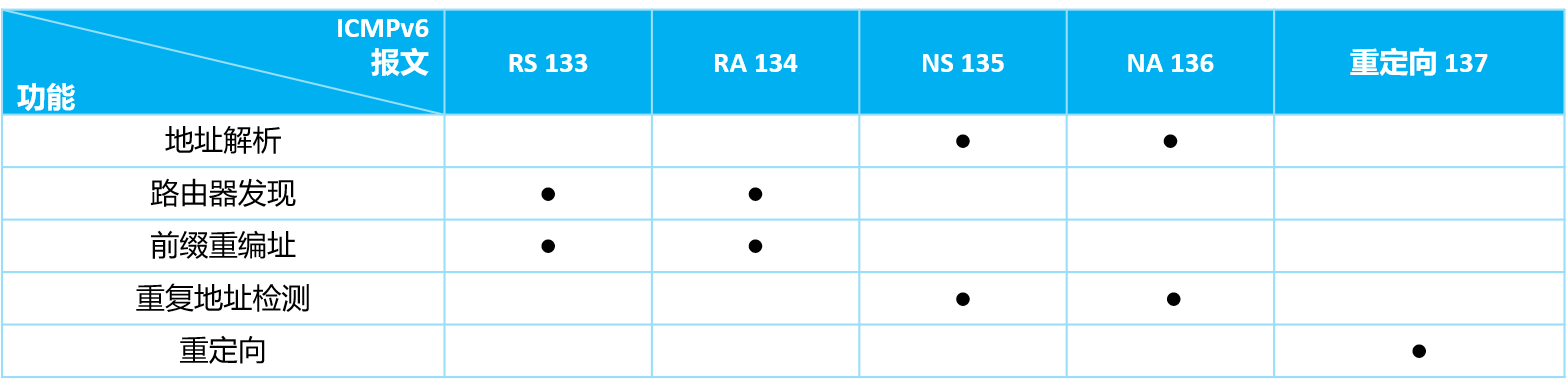 ICMPv6
报文
功能
RS 133
RA 134
NS 135
NA 136
重定向 137
地址解析 ● ●
路由器发现 ● ●
前缀重编址 ● ●
重复地址检测 ● ●
重定向 ●